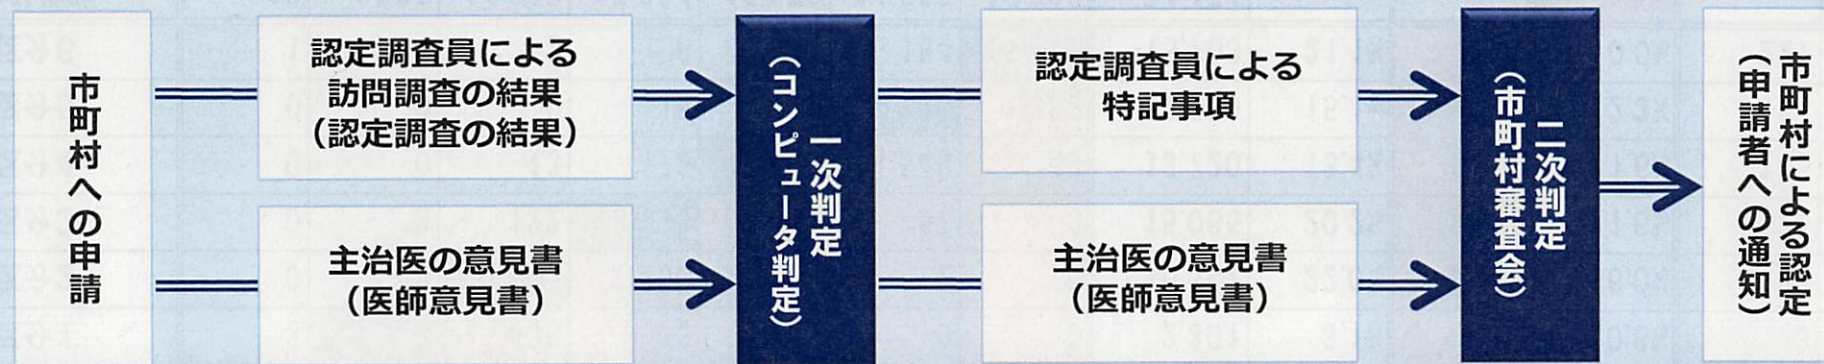 市町村への申請
認定調査員による
訪問調査の結果
（認定調査の結果）
主治医の意見書
（医師意見書）
一次判定
（コンピュータ判定）
認定調査員による
特記事項
主治医の意見書
（医師意見書）
二次判定
（市町村審査会）
市町村による認定
（申請者への通知）